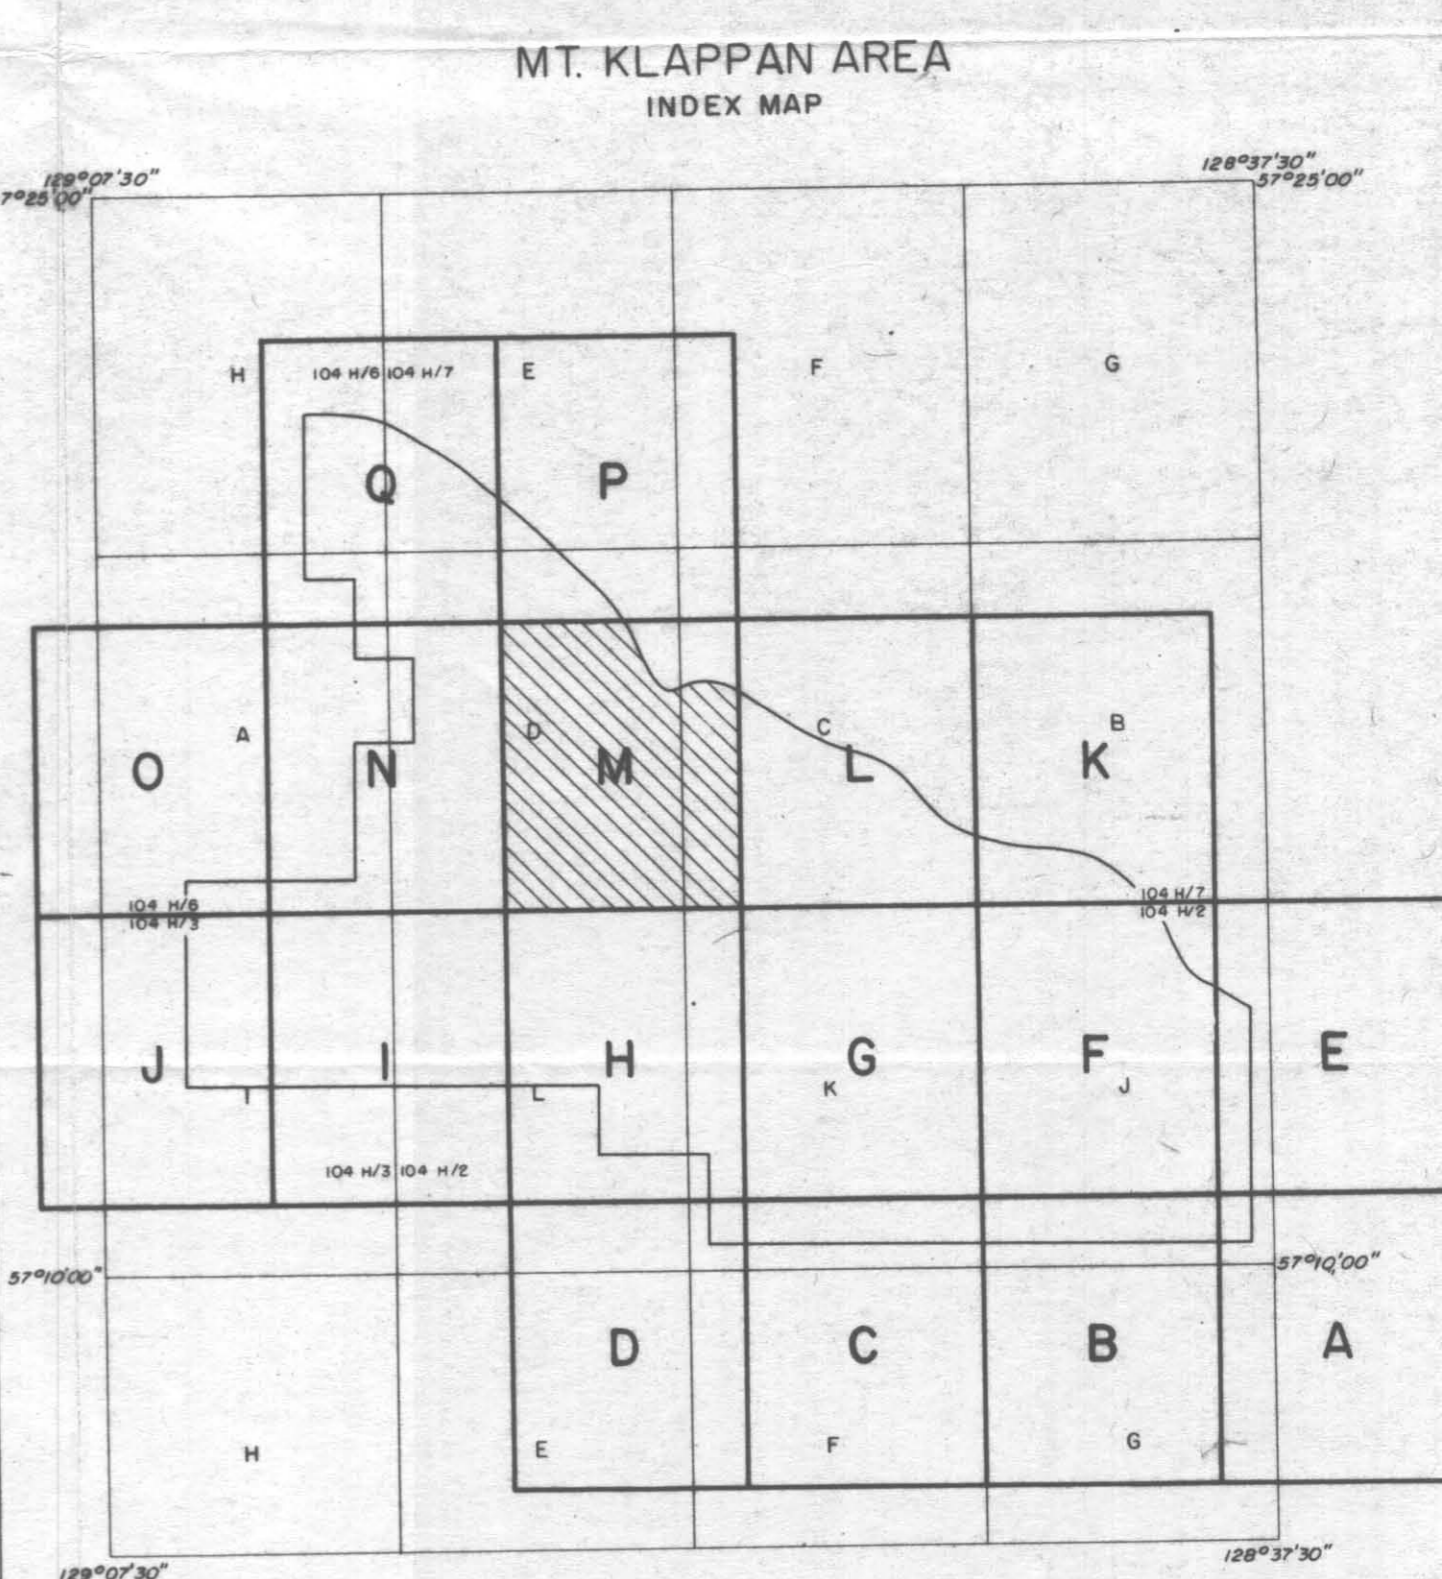 MT. KLAPPAN AREA
INDEX MAP
129°07'30"
128°37'30"
7°25'00"
57°25'00"
H
104 H/6 104 H/7
E
F
G
Q
P
A
D
C
B
O
N
M
L
K
104 H/6
104 H/3
104 H/7
104 H/2
J
I
H
G
F
E
I
L
K
J
104 H/3 104 H/2
57°10'00"
57°10'00"
D
C
B
A
H
E
F
G
129°07'30"
128°37'30"